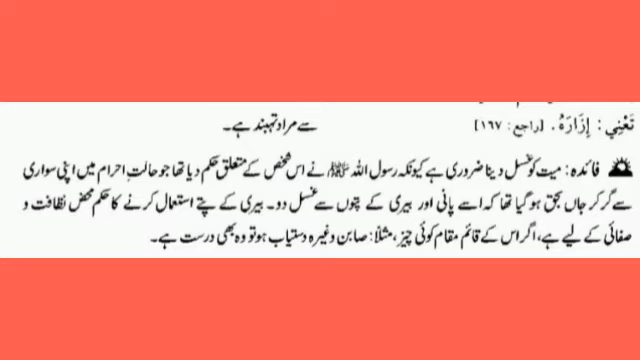 تَعْنِي: إِزَارَهُ. [راجع: ١٦٧] سے مراد تہبند ہے۔
فائدہ: میت کو غسل دینا ضروری ہے کیونکہ رسول اللہ ﷺ نے اس شخص کے متعلق حکم دیا تھا جو حالتِ احرام میں اپنی سواری
سے گر کر جاں بحق ہو گیا تھا کہ اسے پانی اور بیری کے پتوں سے غسل دو۔ بیری کے پتے استعمال کرنے کا حکم محض نظافت و
صفائی کے لیے ہے، اگر اس کے قائم مقام کوئی چیز، مثلاً: صابن وغیرہ دستیاب ہو تو وہ بھی درست ہے۔